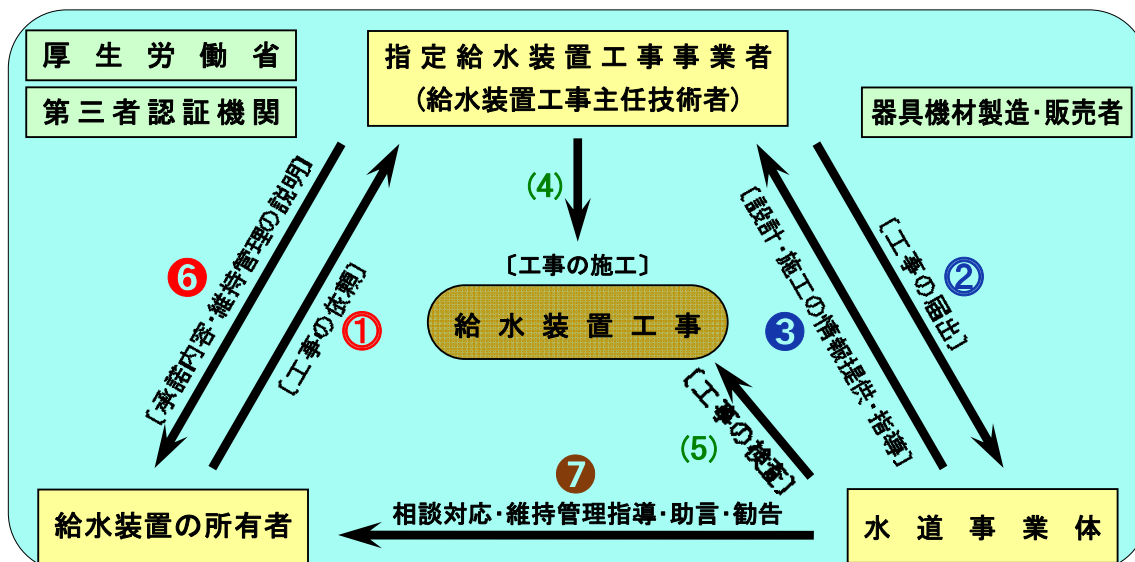 厚生労働省
第三者認証機関
指定給水装置工事事業者
(給水装置工事主任技術者)
器具機材製造・販売者
(4)
〔工事の施工〕
給水装置工事
❻
〔承諾内容・維持管理の説明〕
〔工事の依頼〕
①
❸
〔設計・施工の情報提供・指導〕
〔工事の届出〕
②
(5)
〔工事の検査〕
❼
相談対応・維持管理指導・助言・勧告
給水装置の所有者
水道事業体